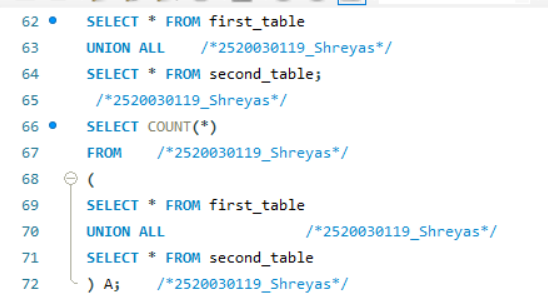 62 SELECT * FROM first_table
63 UNION ALL /*2520030119_Shreyas*/
64 SELECT * FROM second_table;
65 /*2520030119_Shreyas*/
66 SELECT COUNT(*)
67 FROM /*2520030119_Shreyas*/
68 (
69 SELECT * FROM first_table
70 UNION ALL /*2520030119_Shreyas*/
71 SELECT * FROM second_table
72 ) A; /*2520030119_Shreyas*/